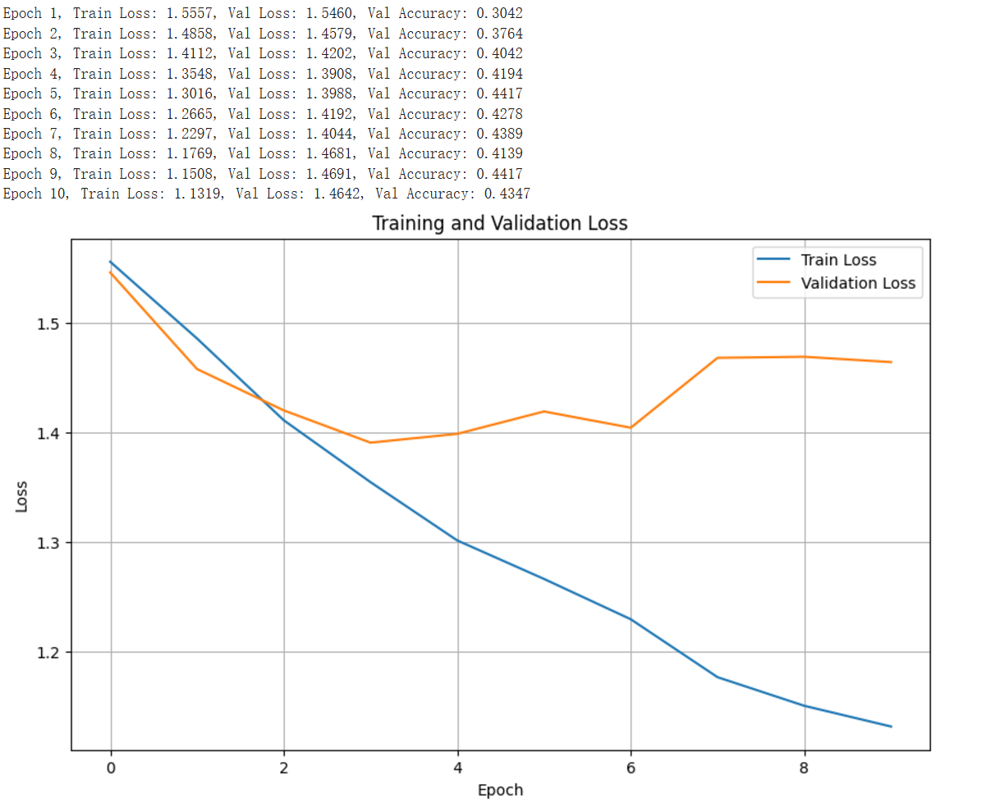 Epoch 1, Train Loss: 1.5557, Val Loss: 1.5460, Val Accuracy: 0.3042
Epoch 2, Train Loss: 1.4858, Val Loss: 1.4579, Val Accuracy: 0.3764
Epoch 3, Train Loss: 1.4112, Val Loss: 1.4202, Val Accuracy: 0.4042
Epoch 4, Train Loss: 1.3548, Val Loss: 1.3908, Val Accuracy: 0.4194
Epoch 5, Train Loss: 1.3016, Val Loss: 1.3988, Val Accuracy: 0.4417
Epoch 6, Train Loss: 1.2665, Val Loss: 1.4192, Val Accuracy: 0.4278
Epoch 7, Train Loss: 1.2297, Val Loss: 1.4044, Val Accuracy: 0.4389
Epoch 8, Train Loss: 1.1769, Val Loss: 1.4681, Val Accuracy: 0.4139
Epoch 9, Train Loss: 1.1508, Val Loss: 1.4691, Val Accuracy: 0.4417
Epoch 10, Train Loss: 1.1319, Val Loss: 1.4642, Val Accuracy: 0.4347
Training and Validation Loss
Train Loss
Validation Loss
1.5
1.4
1.3
1.2
Loss
0 2 4 6 8
Epoch